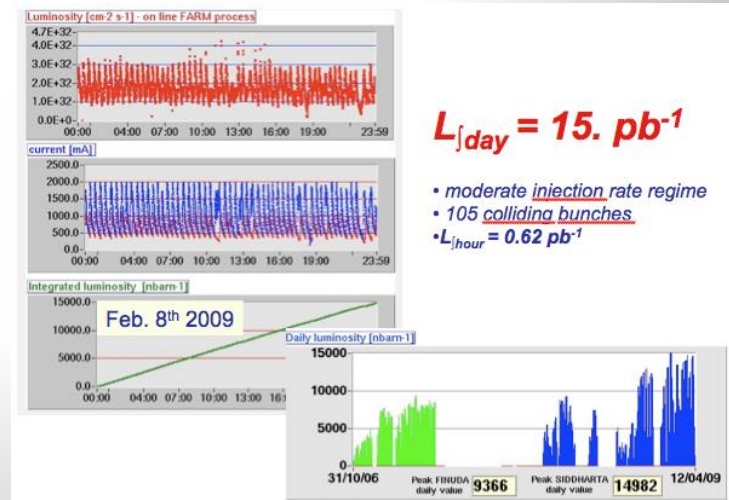 Luminosity [cm-2 s-1] - on line FARM process
4.7E+32
4.0E+32
3.0E+32
2.0E+32
1.0E+32
0.0E+0
00:00 04:00 07:00 10:00 13:00 16:00 19:00 23:59
current [mA]
2500.0
2000.0
1500.0
1000.0
500.0
0.0
00:00 04:00 07:00 10:00 13:00 16:00 19:00 23:59
Integrated luminosity [nbarn-1]
15000.0
10000.0
5000.0
0.0
Feb. 8th 2009
00:00 04:00 07:00 10:00 13:00
L∫day = 15. pb-1
• moderate injection rate regime
• 105 colliding bunches
•L∫hour = 0.62 pb-1
Daily luminosity [nbarn-1]
15000
10000
5000
0
31/10/06 12/04/09
Peak FINUDA daily value 9366
Peak SIDDHARTA daily value 14982